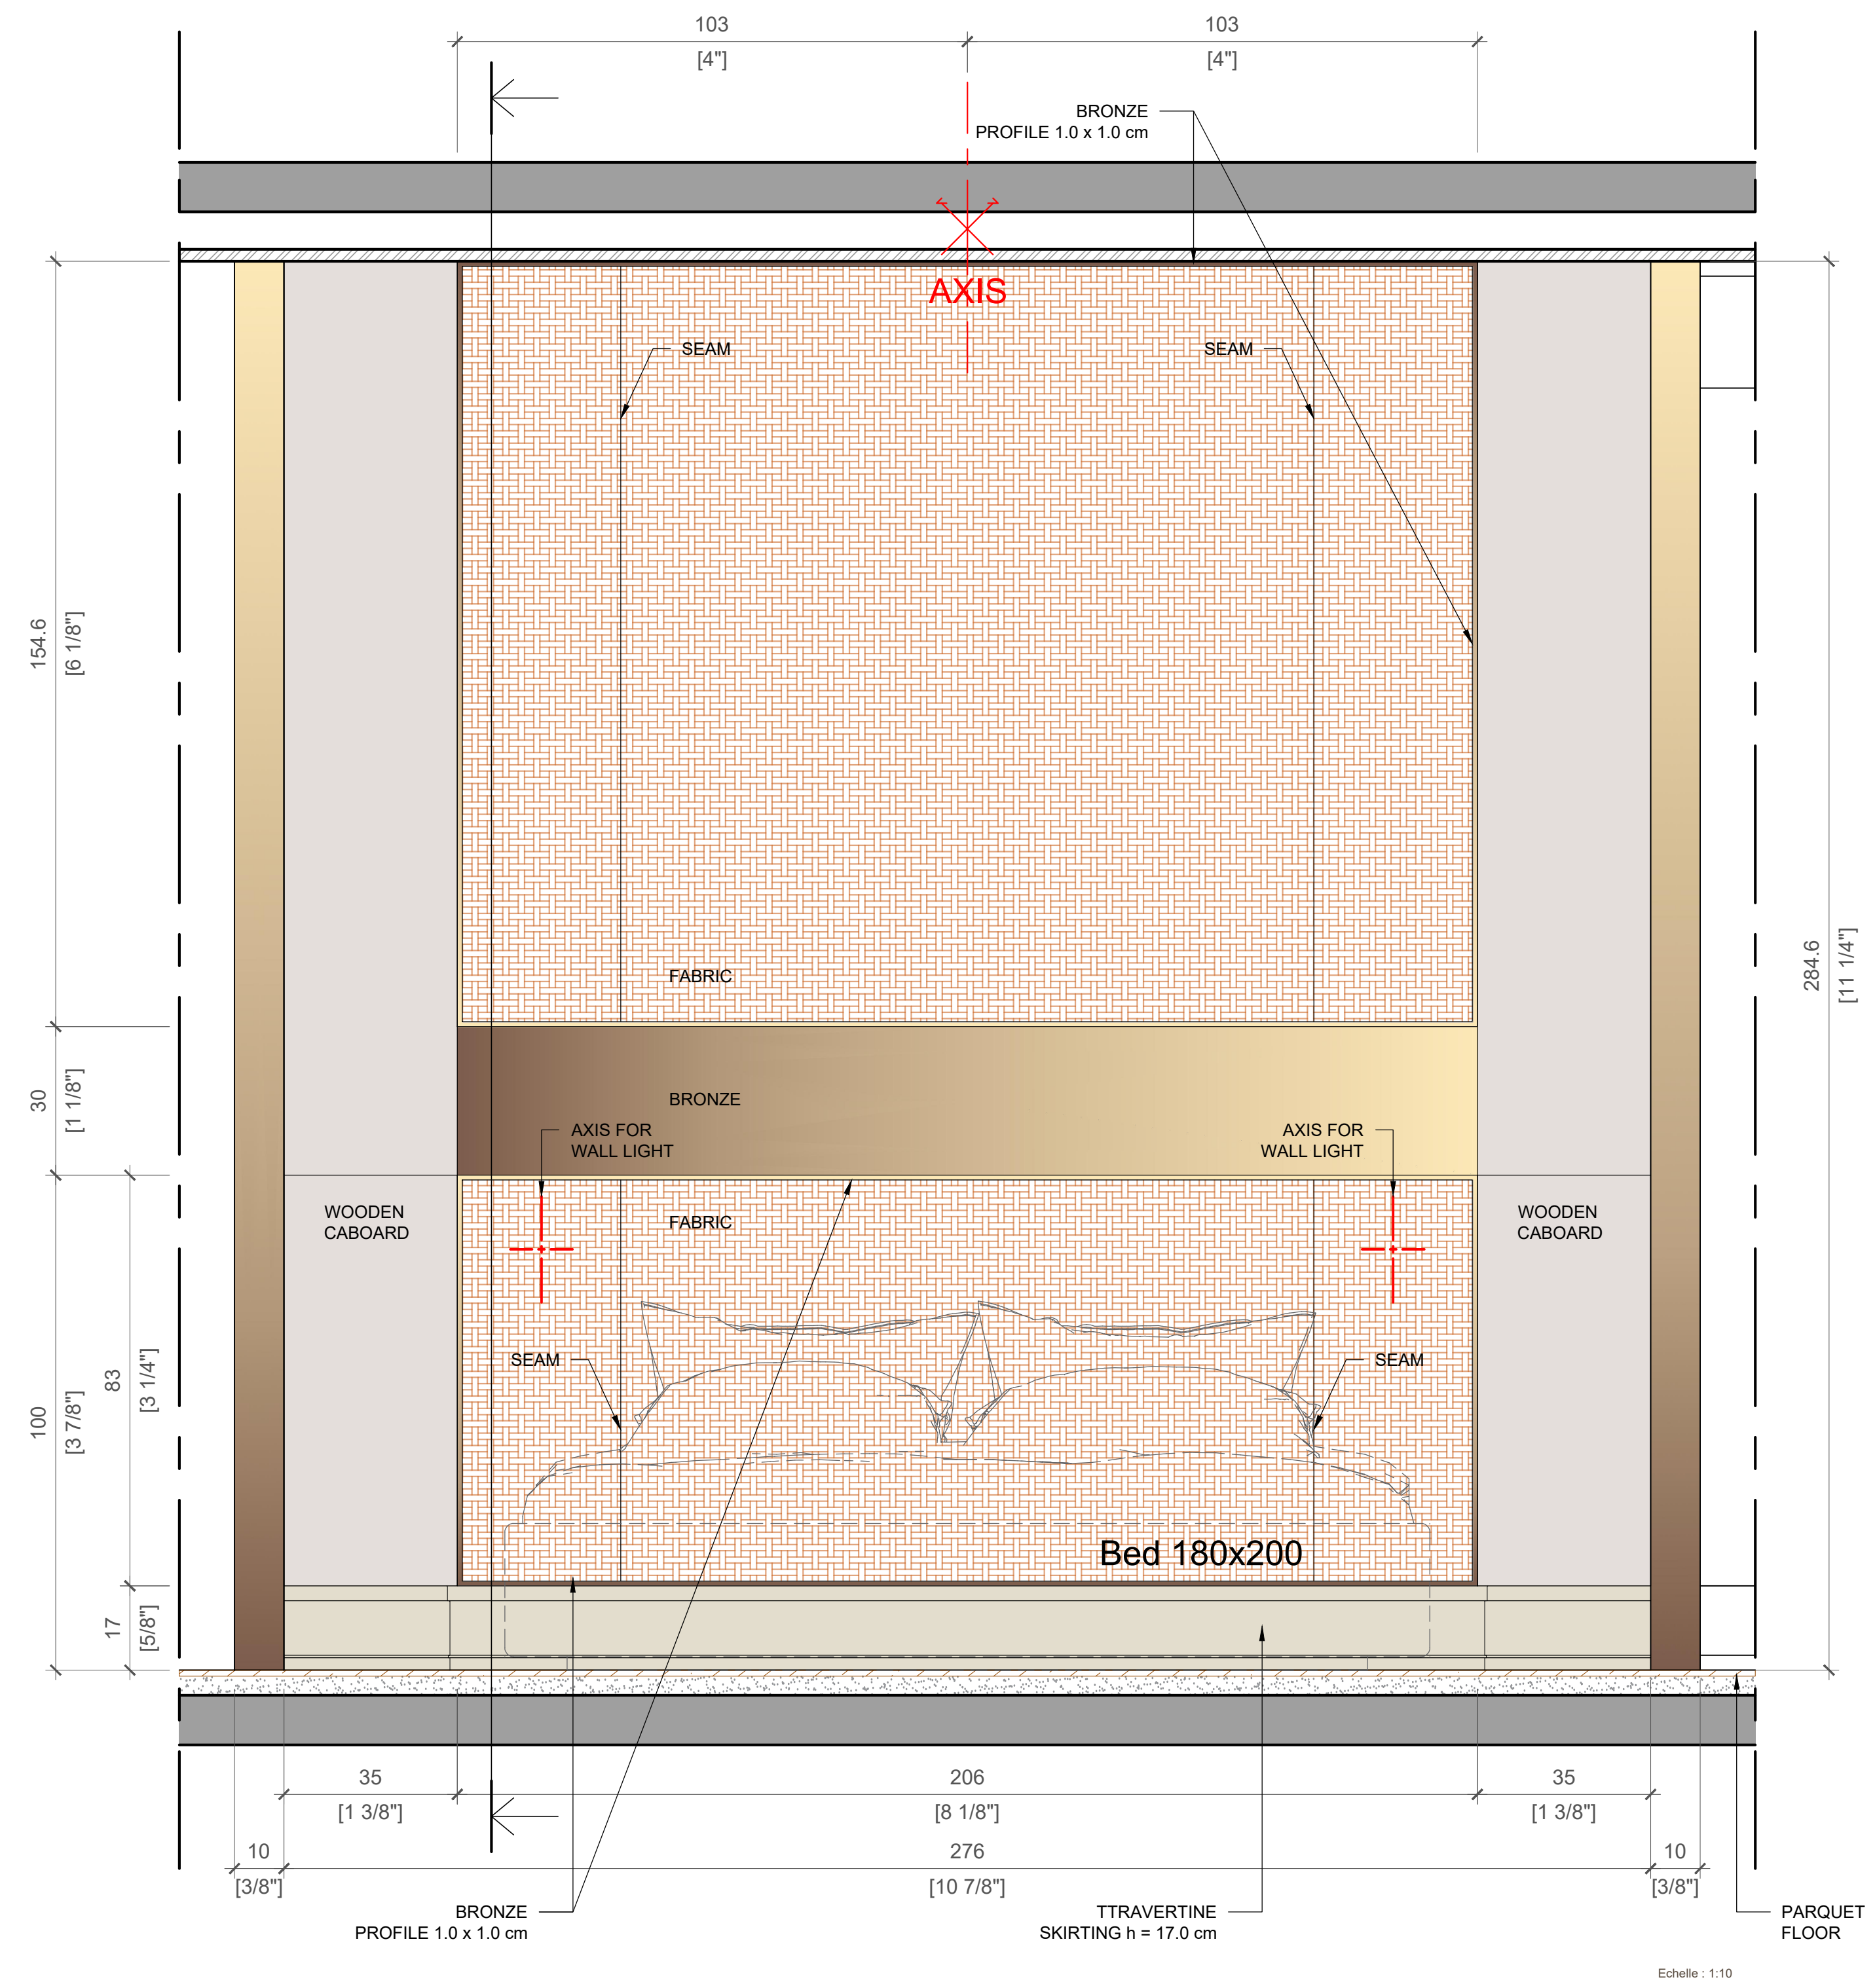 103
103
[4"]
[4"]
BRONZE
PROFILE 1.0 x 1.0 cm
AXIS
SEAM
SEAM
154.6
[6 1/8"]
FABRIC
284.6
[11 1/4"]
30
[1 1/8"]
BRONZE
AXIS FOR
WALL LIGHT
AXIS FOR
WALL LIGHT
WOODEN
CABOARD
FABRIC
WOODEN
CABOARD
SEAM
SEAM
83
[3 1/4"]
100
[3 7/8"]
Bed 180x200
17
[5/8"]
35
206
35
[1 3/8"]
[8 1/8"]
[1 3/8"]
10
276
10
[3/8"]
[10 7/8"]
[3/8"]
BRONZE
PROFILE 1.0 x 1.0 cm
TTRAVERTINE
SKIRTING h = 17.0 cm
PARQUET
FLOOR
Echelle : 1:10